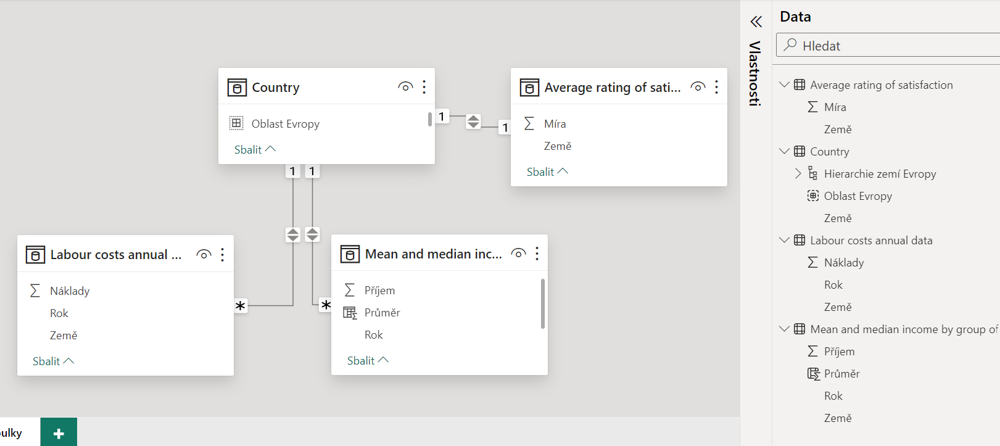 Country
Oblast Evropy
Sbalit
1
1
1
1
Average rating of sati...
Míra
Země
Sbalit
Labour costs annual ...
Náklady
Rok
Země
Sbalit
*
*
Mean and median inc...
Příjem
Průměr
Rok
Sbalit
ulky
+
Vlastnosti
Data
Hledat
Average rating of satisfaction
Míra
Země
Country
Hierarchie zemí Evropy
Oblast Evropy
Země
Labour costs annual data
Náklady
Rok
Země
Mean and median income by group of
Příjem
Průměr
Rok
Země